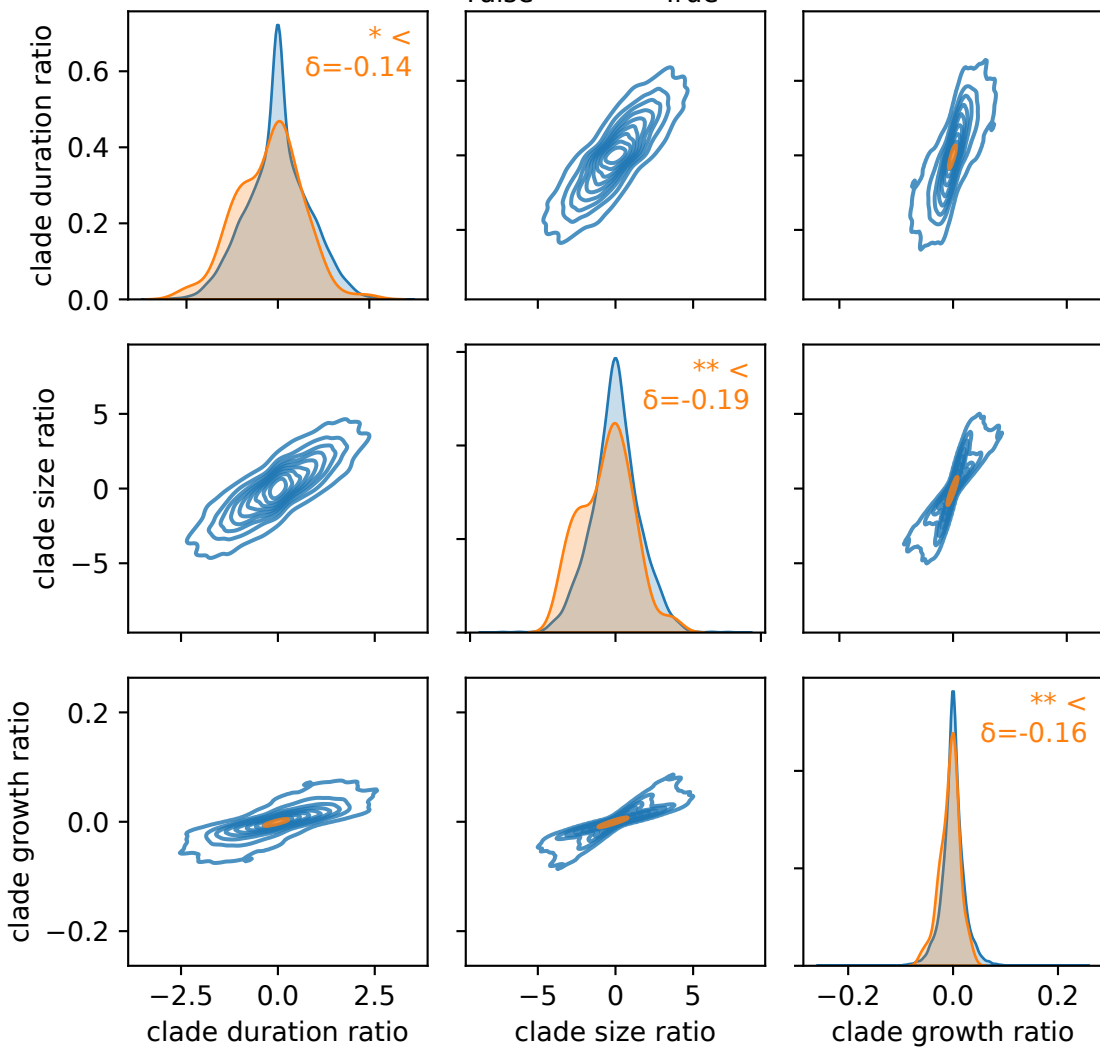 clade duration ratio
0.6
0.4
0.2
0.0
* <
δ=-0.14
clade size ratio
5
0
−5
** <
δ=-0.19
clade growth ratio
0.2
0.0
−0.2
** <
δ=-0.16
−2.5 0.0 2.5
−5 0 5
−0.2 0.0 0.2
clade duration ratio
clade size ratio
clade growth ratio